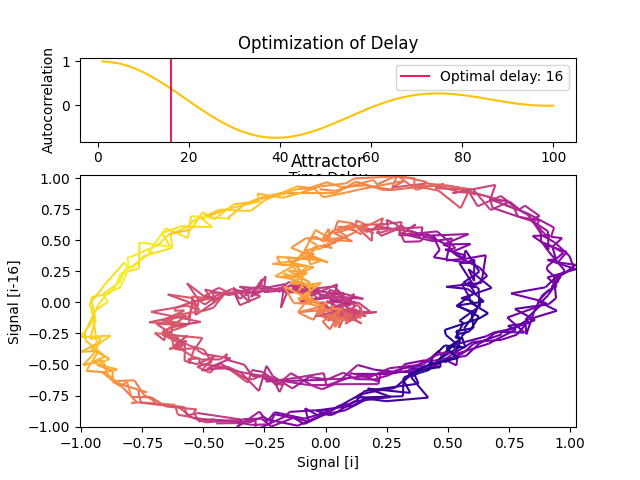 Optimization of Delay
Autocorrelation
1
0
Optimal delay: 16
0 20 40 60 80 100
Time Delay
Attractor
Signal [i-16]
1.00
0.75
0.50
0.25
0.00
−0.25
−0.50
−0.75
−1.00
−1.00 −0.75 −0.50 −0.25 0.00 0.25 0.50 0.75 1.00
Signal [i]